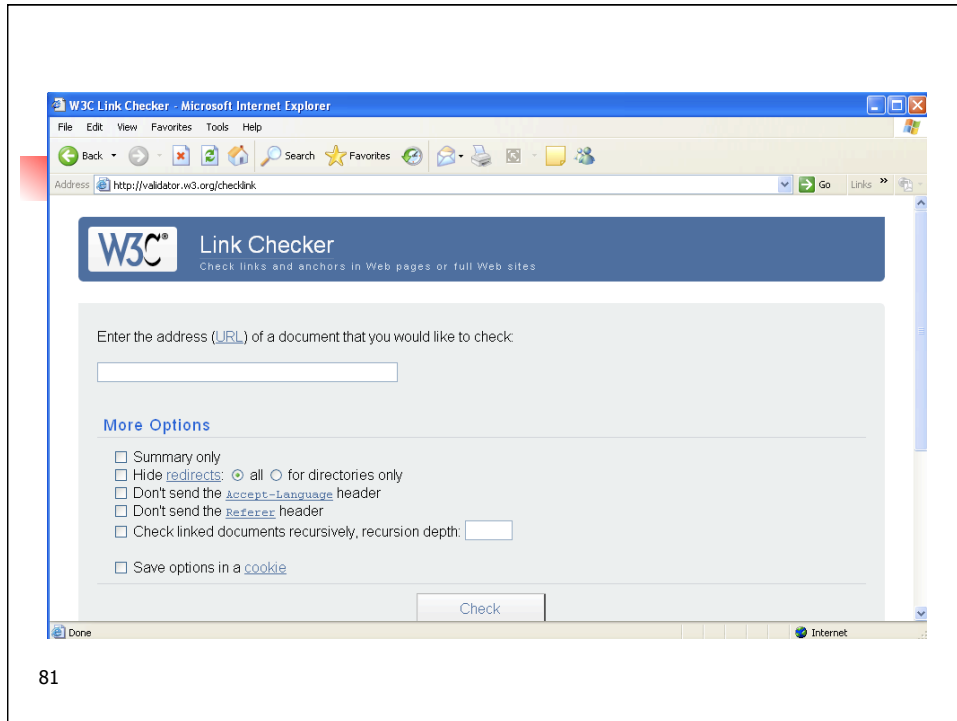 W3C Link Checker - Microsoft Internet Explorer
File Edit View Favorites Tools Help
Back Search Favorites
Address http://validator.w3.org/checklink Go Links »
W3C® Link Checker
Check links and anchors in Web pages or full Web sites
Enter the address (URL) of a document that you would like to check:
More Options
Summary only
Hide redirects: all for directories only
Don't send the Accept-Language header
Don't send the Referer header
Check linked documents recursively, recursion depth:
Save options in a cookie
Check
Done Internet
81